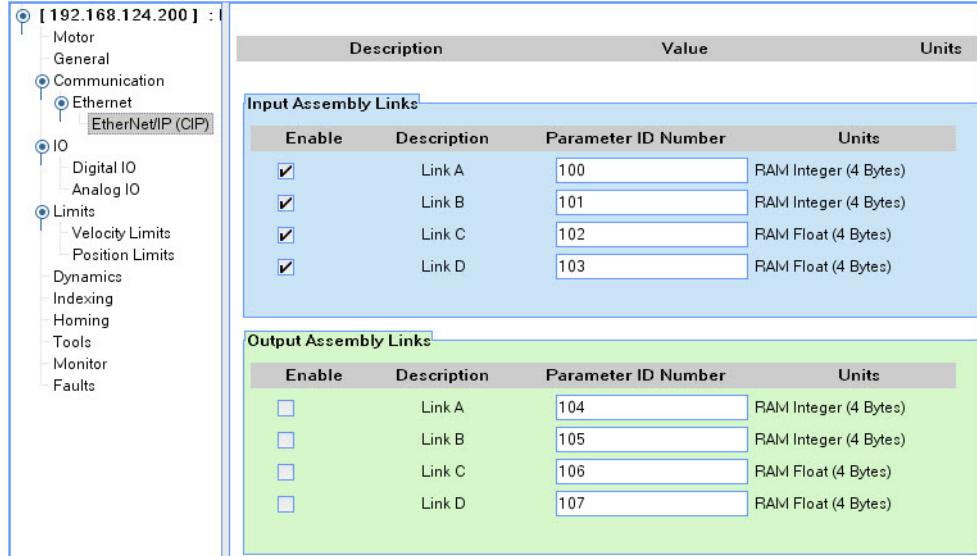 [ 192.168.124.200 ] :
Motor
General
Communication
Ethernet
EtherNet/IP (CIP)
IO
Digital IO
Analog IO
Limits
Velocity Limits
Position Limits
Dynamics
Indexing
Homing
Tools
Monitor
Faults
Description Value Units
Input Assembly Links
Enable Description Parameter ID Number Units
Link A 100 RAM Integer (4 Bytes)
Link B 101 RAM Integer (4 Bytes)
Link C 102 RAM Float (4 Bytes)
Link D 103 RAM Float (4 Bytes)
Output Assembly Links
Enable Description Parameter ID Number Units
Link A 104 RAM Integer (4 Bytes)
Link B 105 RAM Integer (4 Bytes)
Link C 106 RAM Float (4 Bytes)
Link D 107 RAM Float (4 Bytes)